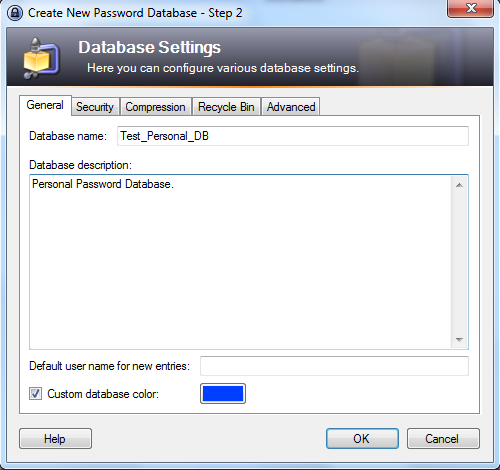 Create New Password Database - Step 2
Database Settings
Here you can configure various database settings.
General Security Compression Recycle Bin Advanced
Database name: Test_Personal_DB
Database description:
Personal Password Database.
Default user name for new entries:
Custom database color:
Help OK Cancel